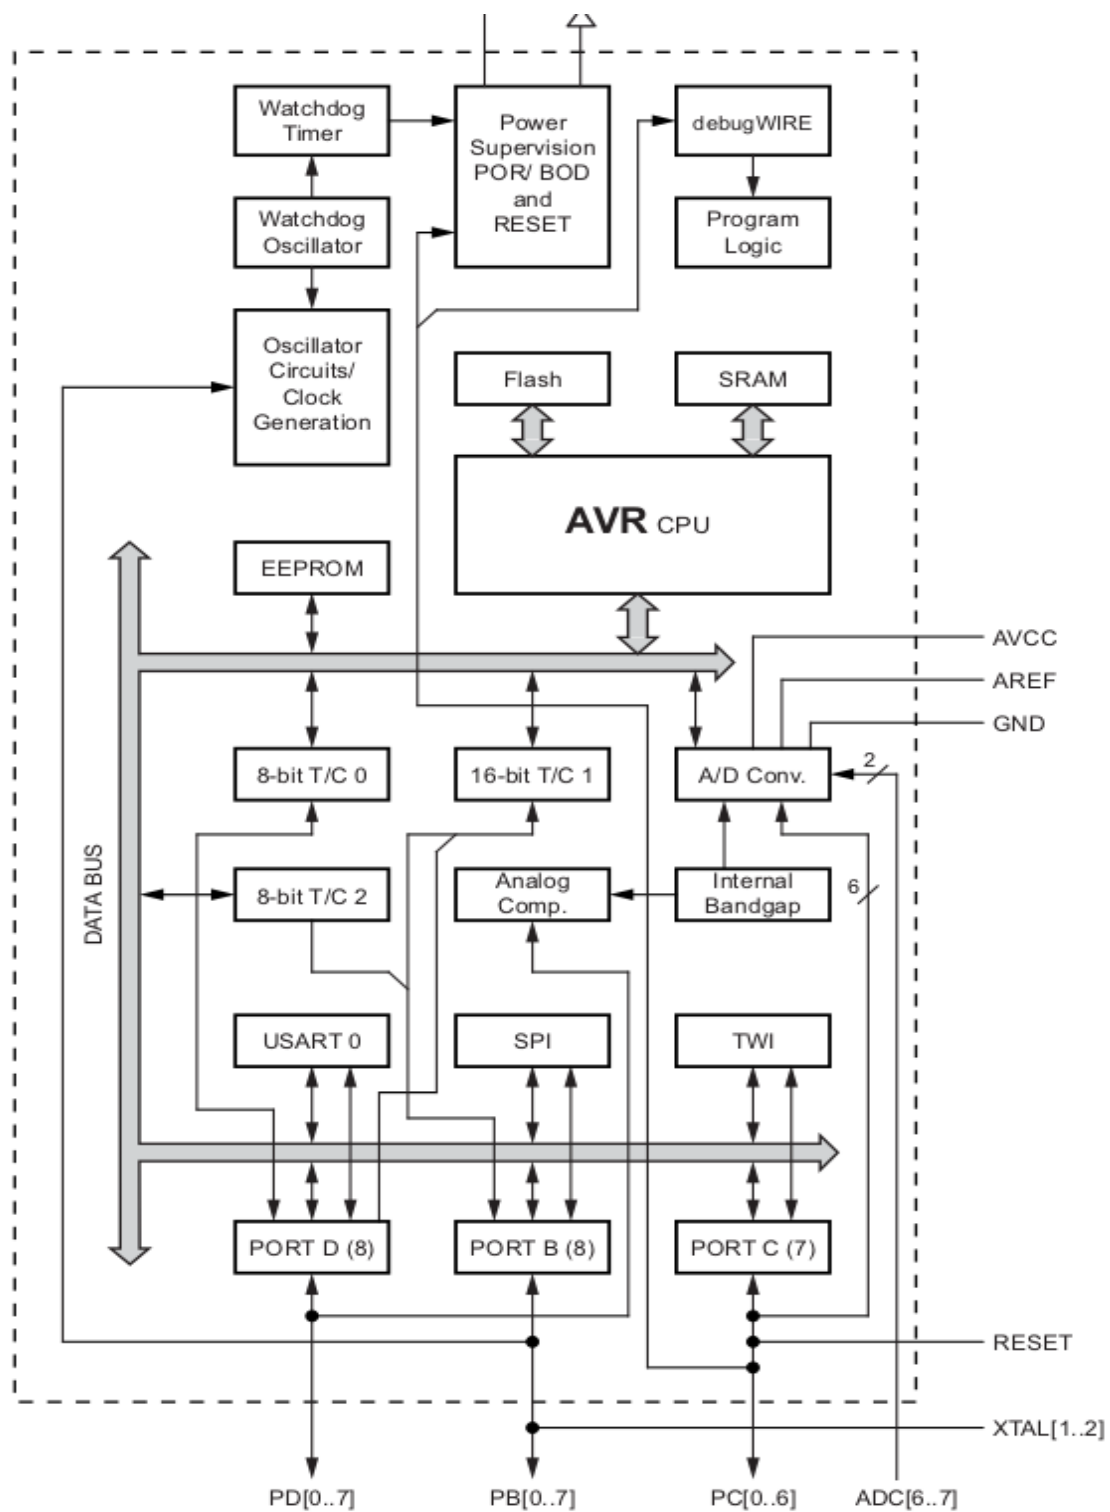 Watchdog
Timer
Power
Supervision
POR/ BOD
and
RESET
debugWIRE
Watchdog
Oscillator
Program
Logic
Oscillator
Circuits/
Clock
Generation
Flash
SRAM
AVR CPU
EEPROM
AVCC
AREF
GND
8-bit T/C 0
16-bit T/C 1
A/D Conv.
2
DATA BUS
8-bit T/C 2
Analog
Comp.
Internal
Bandgap
6
USART 0
SPI
TWI
PORT D (8)
PORT B (8)
PORT C (7)
RESET
XTAL[1..2]
PD[0..7]
PB[0..7]
PC[0..6]
ADC[6..7]